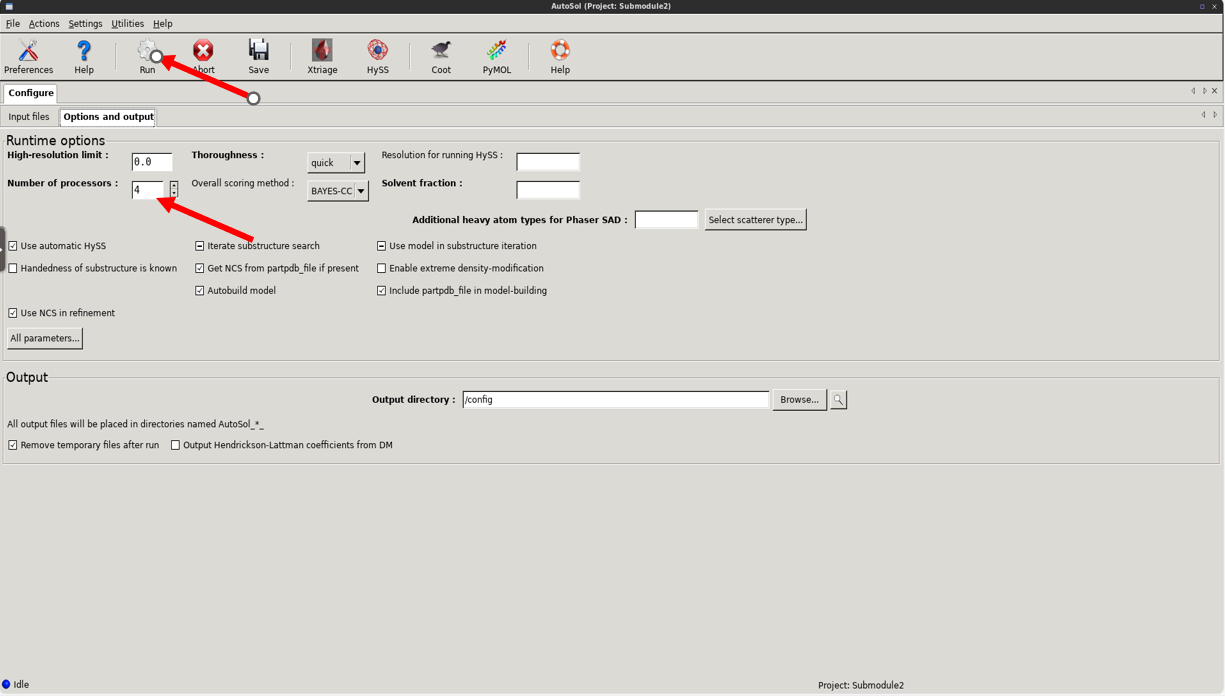 AutoSol (Project: Submodule2)
File Actions Settings Utilities Help
Preferences Help Run Abort Save Xtriage HySS Coot PyMOL Help
Configure
Input files Options and output
Runtime options
High-resolution limit : 0.0 Thoroughness : quick Resolution for running HySS :
Number of processors : 4 Overall scoring method : BAYES-CC Solvent fraction :
Additional heavy atom types for Phaser SAD : Select scatterer type...
Use automatic HySS Iterate substructure search Use model in substructure iteration
Handedness of substructure is known Get NCS from partpdb_file if present Enable extreme density-modification
Autobuild model Include partpdb_file in model-building
Use NCS in refinement
All parameters...
Output
Output directory : /config Browse...
All output files will be placed in directories named AutoSol_*_
Remove temporary files after run Output Hendrickson-Lattman coefficients from DM
Idle Project: Submodule2